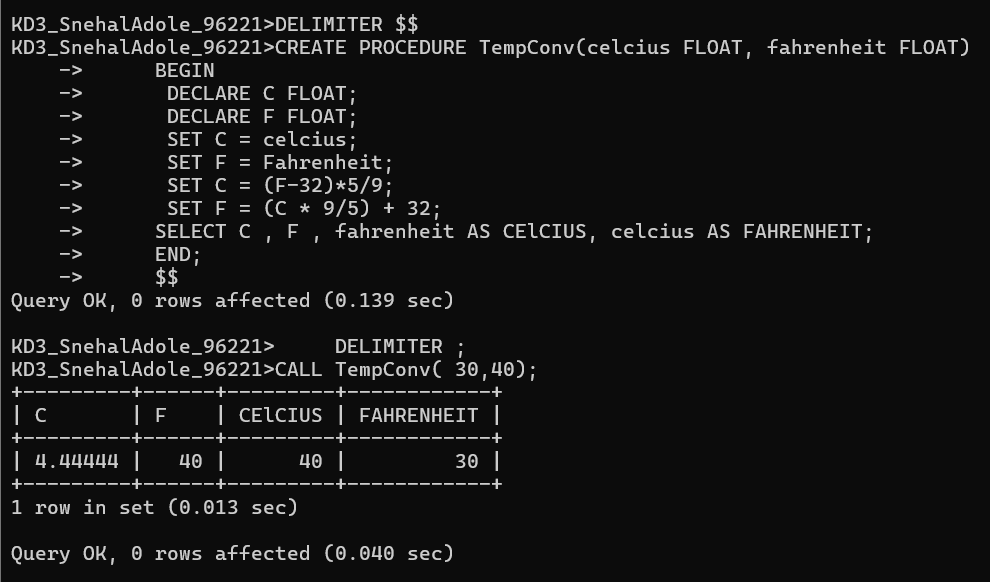 KD3_SnehalAdole_96221>DELIMITER $$
KD3_SnehalAdole_96221>CREATE PROCEDURE TempConv(celcius FLOAT, fahrenheit FLOAT)
    ->      BEGIN
    ->       DECLARE C FLOAT;
    ->       DECLARE F FLOAT;
    ->       SET C = celcius;
    ->       SET F = Fahrenheit;
    ->       SET C = (F-32)*5/9;
    ->       SET F = (C * 9/5) + 32;
    ->      SELECT C , F , fahrenheit AS CElCIUS, celcius AS FAHRENHEIT;
    ->      END;
    ->      $$
Query OK, 0 rows affected (0.139 sec)

KD3_SnehalAdole_96221>     DELIMITER ;
KD3_SnehalAdole_96221>CALL TempConv( 30,40);
+---------+------+---------+------------+
| C       | F    | CElCIUS | FAHRENHEIT |
+---------+------+---------+------------+
| 4.44444 |   40 |      40 |         30 |
+---------+------+---------+------------+
1 row in set (0.013 sec)

Query OK, 0 rows affected (0.040 sec)